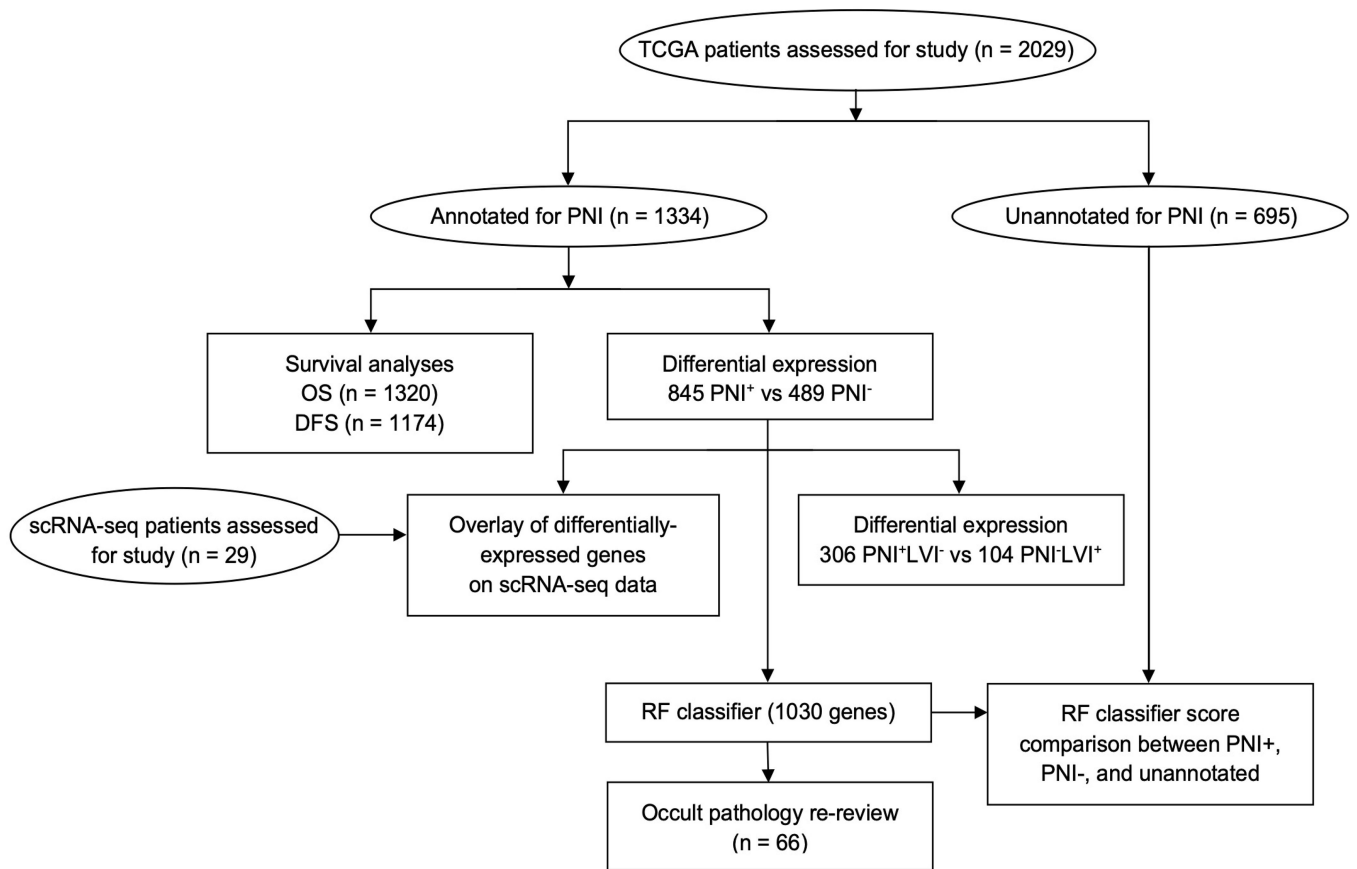 TCGA patients assessed for study (n = 2029)
Annotated for PNI (n = 1334)
Unannotated for PNI (n = 695)
Survival analyses
OS (n = 1320)
DFS (n = 1174)
Differential expression
845 PNI⁺ vs 489 PNI⁻
scRNA-seq patients assessed
for study (n = 29)
Overlay of differentially-
expressed genes
on scRNA-seq data
Differential expression
306 PNI⁺LVI⁻ vs 104 PNI⁻LVI⁺
RF classifier (1030 genes)
RF classifier score
comparison between PNI+,
PNI-, and unannotated
Occult pathology re-review
(n = 66)